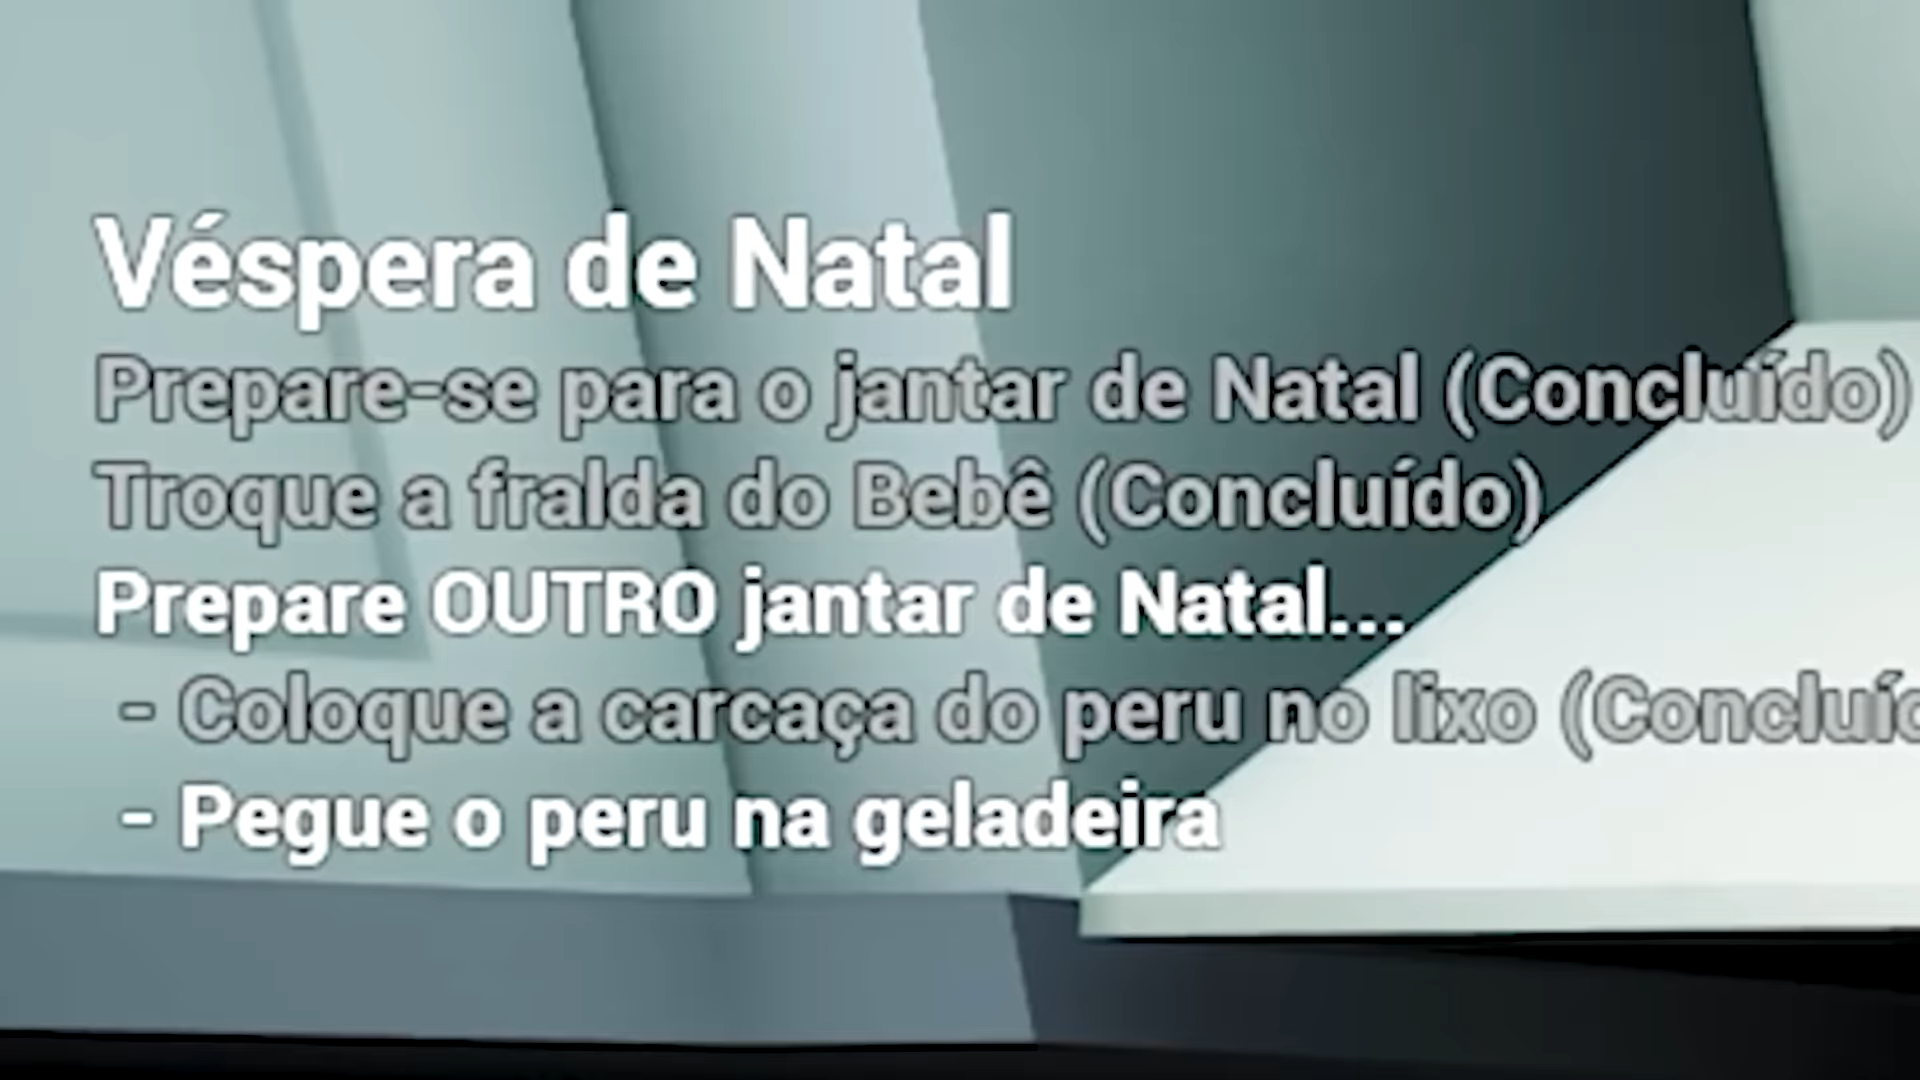 Véspera de Natal
Prepare-se para o jantar de Natal (Concluído)
Troque a fralda do Bebê (Concluído)
Prepare OUTRO jantar de Natal...
- Coloque a carcaça do peru no lixo (Concluíd
- Pegue o peru na geladeira